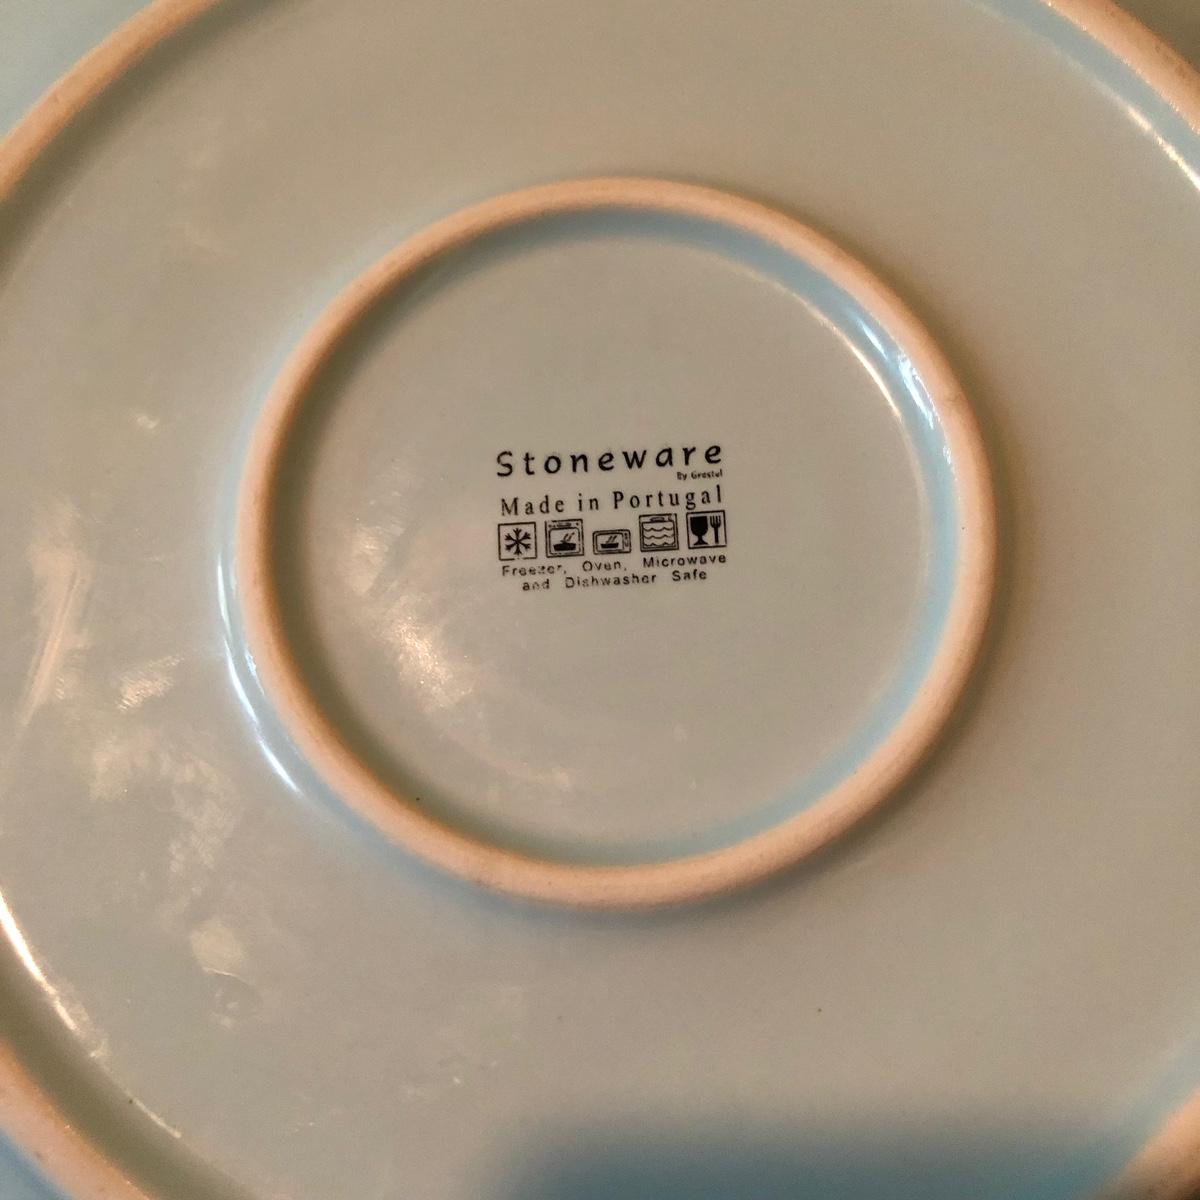 Stoneware
By Grestel
Made in Portugal
Freezer, Oven, Microwave
and Dishwasher Safe